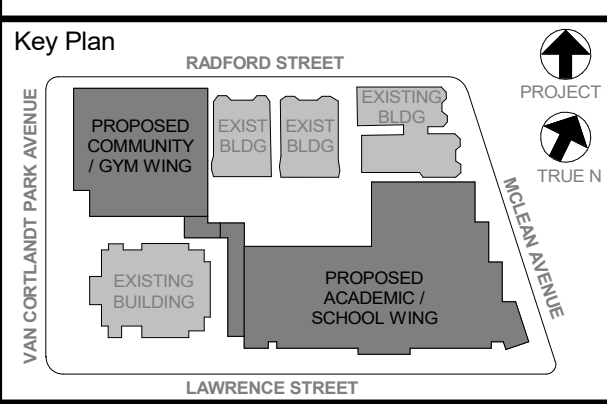 Key Plan
RADFORD STREET
PROJECT
TRUE N
VAN CORTLANDT PARK AVENUE
PROPOSED
COMMUNITY
/ GYM WING
EXIST
BLDG
EXIST
BLDG
EXISTING
BLDG
MCLEAN AVENUE
EXISTING
BUILDING
PROPOSED
ACADEMIC /
SCHOOL WING
LAWRENCE STREET